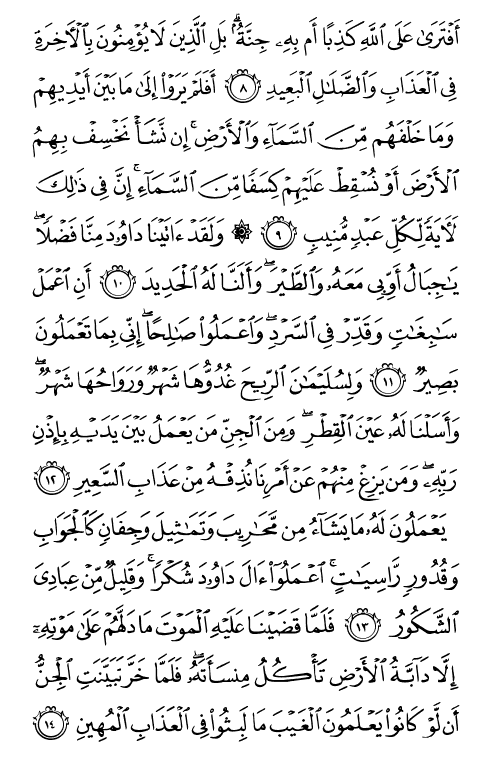 أَفْتَرَىٰ عَلَى ٱللَّهِ كَذِبًا أَم بِهِۦ جِنَّةُۢ ۗ بَلِ ٱلَّذِينَ لَا يُؤْمِنُونَ بِٱلْأَخِرَةِ
فِى ٱلْعَذَابِ وَٱلضَّلَٰلِ ٱلْبَعِيدِ ٨ أَفَلَمْ يَرَوْا۟ إِلَىٰ مَا بَيْنَ أَيْدِيهِمْ
وَمَا خَلْفَهُم مِّنَ ٱلسَّمَآءِ وَٱلْأَرْضِ ۚ إِن نَّشَأْ نَخْسِفْ بِهِمُ
ٱلْأَرْضَ أَوْ نُسْقِطْ عَلَيْهِمْ كِسَفًا مِّنَ ٱلسَّمَآءِ ۚ إِنَّ فِى ذَٰلِكَ
لَأَيَةً لِّكُلِّ عَبْدٍ مُّنِيبٍ ٩ ۞ وَلَقَدْ ءَاتَيْنَا دَاوُۥدَ مِنَّا فَضْلًا ۖ
يَٰجِبَالُ أَوِّبِى مَعَهُۥ وَٱلطَّيْرَ ۖ وَأَلَنَّا لَهُ ٱلْحَدِيدَ ١٠ أَنِ ٱعْمَلْ
سَٰبِغَٰتٍ وَقَدِّرْ فِى ٱلسَّرْدِ ۖ وَٱعْمَلُوا۟ صَٰلِحًا ۖ إِنِّى بِمَا تَعْمَلُونَ
بَصِيرٌ ١١ وَلِسُلَيْمَٰنَ ٱلرِّيحَ غُدُوُّهَا شَهْرٌ وَرَوَاحُهَا شَهْرٌ ۖ
وَأَسَلْنَا لَهُۥ عَيْنَ ٱلْقِطْرِ ۖ وَمِنَ ٱلْجِنِّ مَن يَعْمَلُ بَيْنَ يَدَيْهِ بِإِذْنِ
رَبِّهِۦ ۖ وَمَن يَزِغْ مِنْهُمْ عَنْ أَمْرِنَا نُذِقْهُ مِنْ عَذَابِ ٱلسَّعِيرِ ١٢
يَعْمَلُونَ لَهُۥ مَا يَشَآءُ مِن مَّحَٰرِيبَ وَتَمَٰثِيلَ وَجِفَانٍ كَٱلْجَوَابِ
وَقُدُورٍ رَّاسِيَٰتٍ ۚ ٱعْمَلُوٓا۟ ءَالَ دَاوُۥدَ شُكْرًا ۚ وَقَلِيلٌ مِّنْ عِبَادِىَ
ٱلشَّكُورُ ١٣ فَلَمَّا قَضَيْنَا عَلَيْهِ ٱلْمَوْتَ مَا دَلَّهُمْ عَلَىٰ مَوْتِهِۦٓ
إِلَّا دَآبَّةُ ٱلْأَرْضِ تَأْكُلُ مِنسَأَتَهُۥ ۖ فَلَمَّا خَرَّ تَبَيَّنَتِ ٱلْجِنُّ
أَن لَّوْ كَانُوا۟ يَعْلَمُونَ ٱلْغَيْبَ مَا لَبِثُوا۟ فِى ٱلْعَذَابِ ٱلْمُهِينِ ١٤